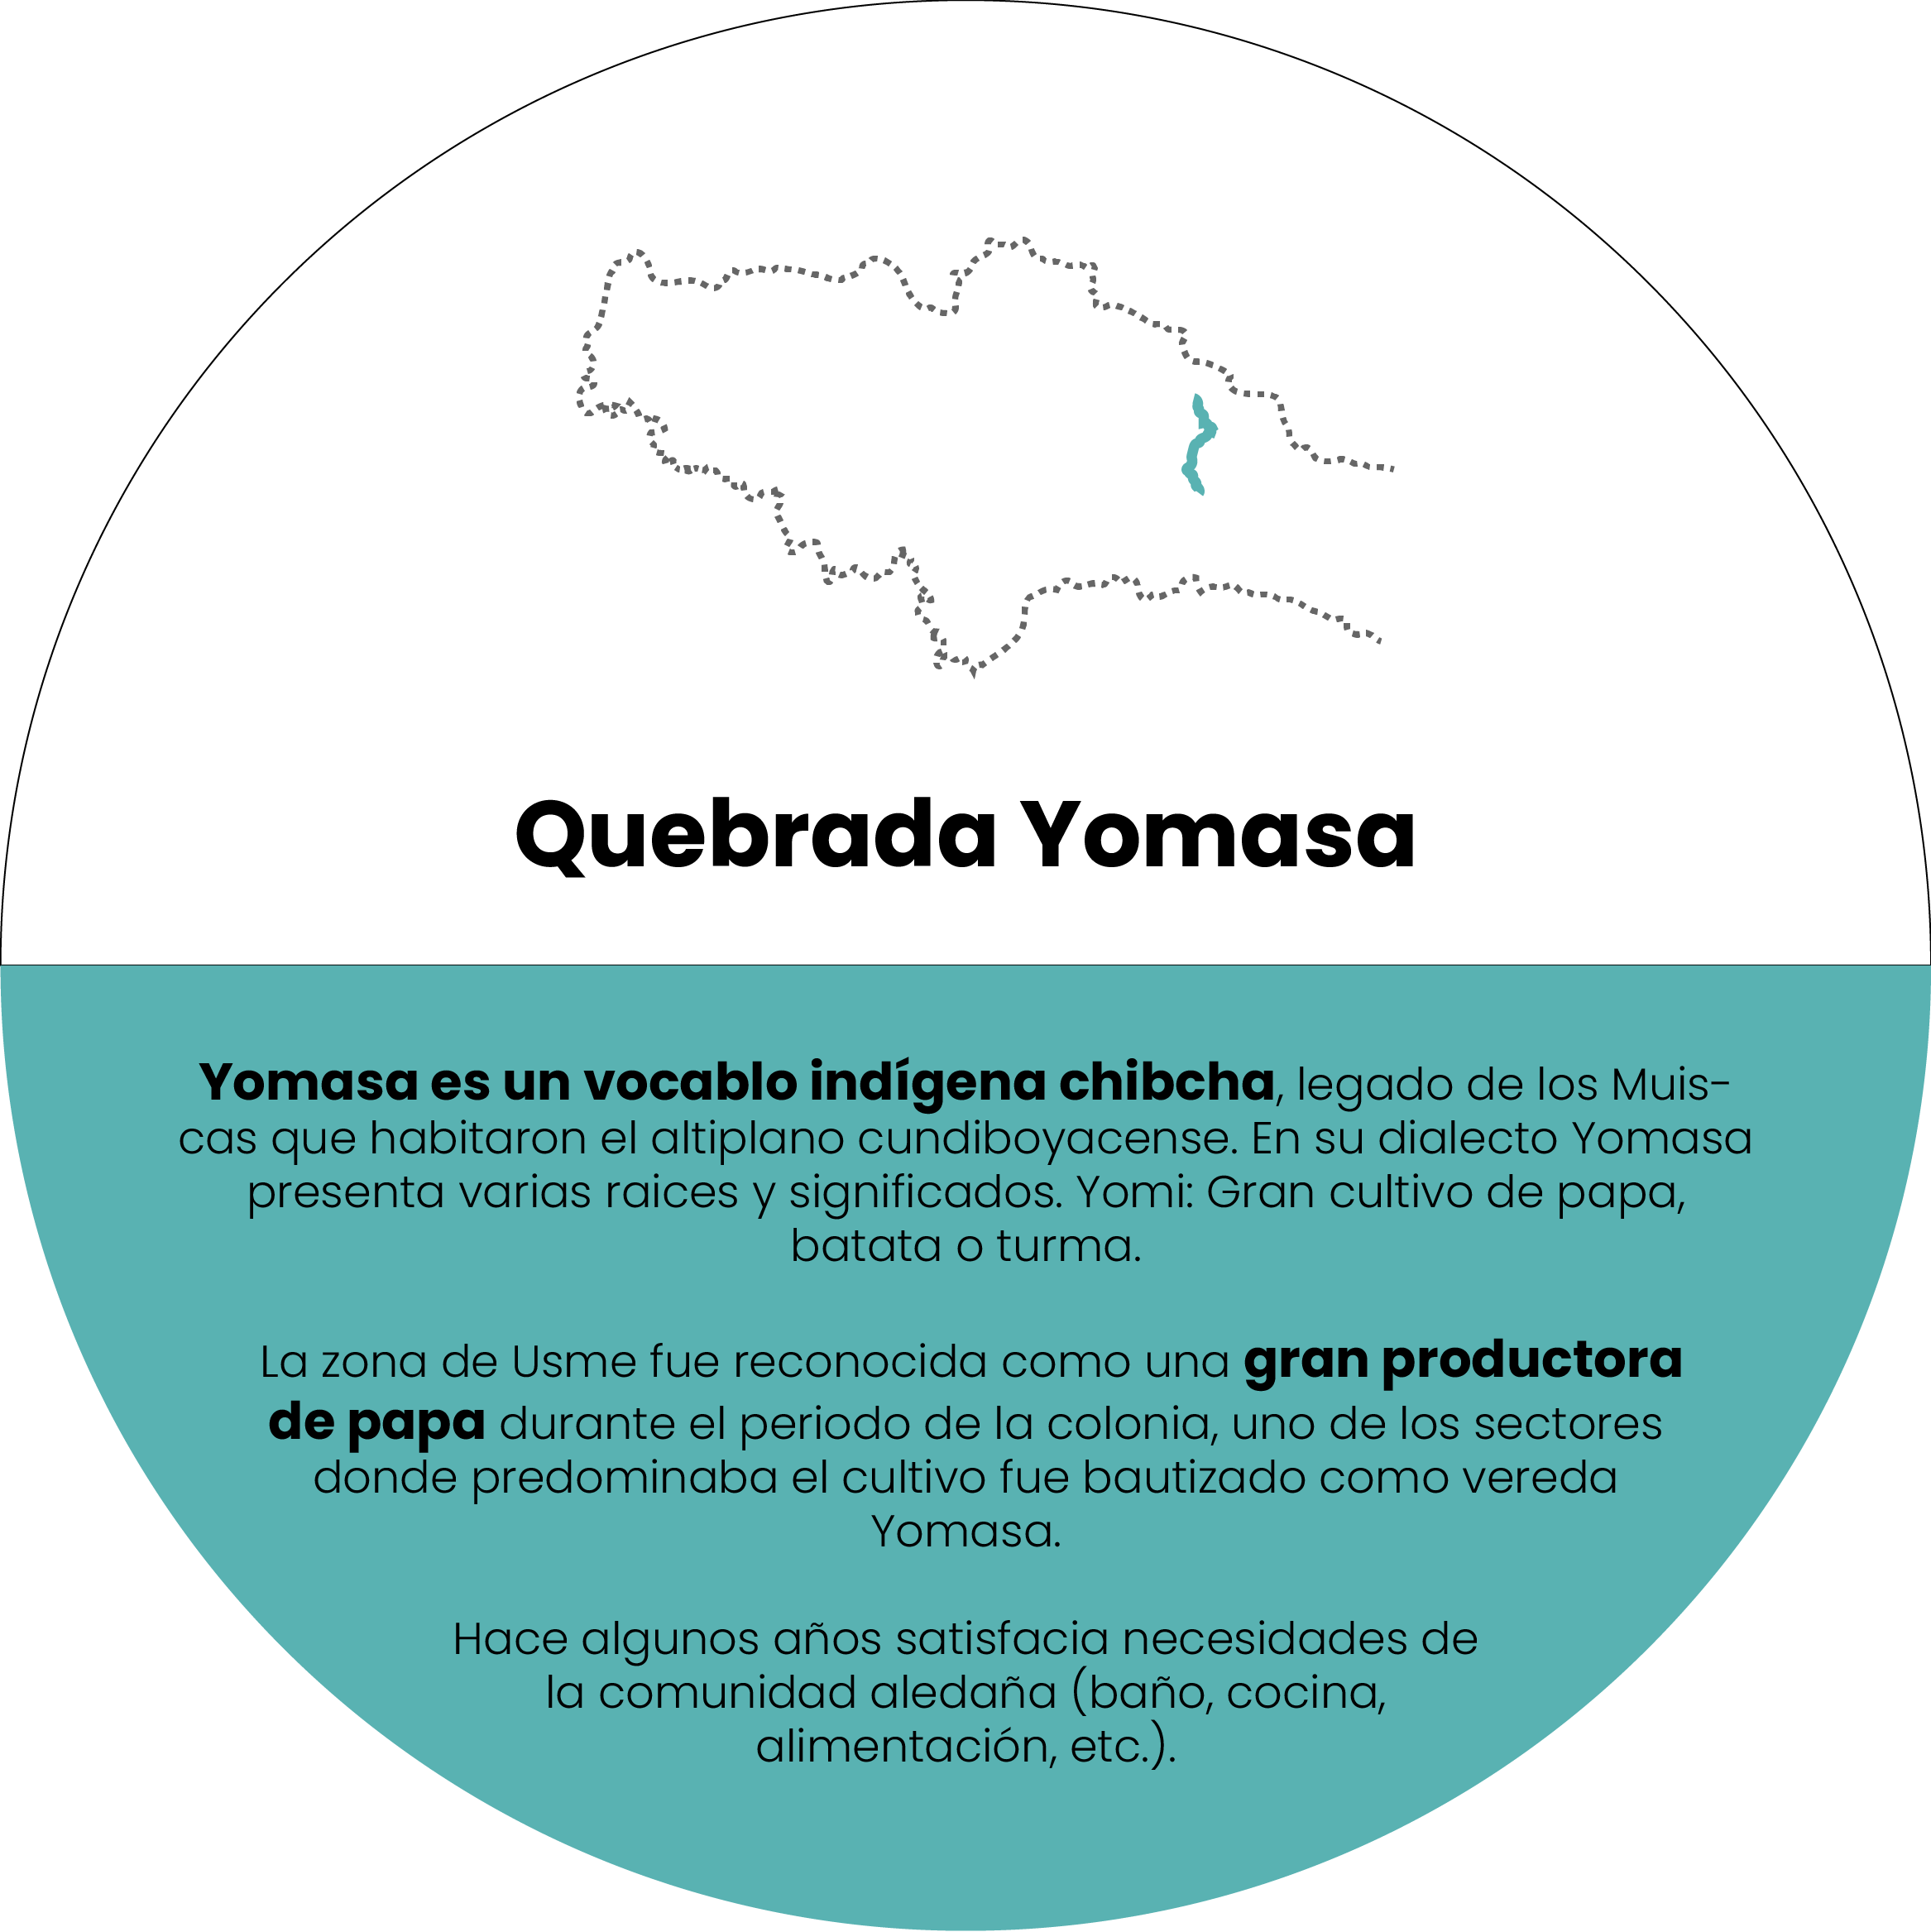 Quebrada Yomasa
Yomasa es un vocablo indígena chibcha, legado de los Muis-
cas que habitaron el altiplano cundiboyacense. En su dialecto Yomasa
presenta varias raices y significados. Yomi: Gran cultivo de papa,
batata o turma.
La zona de Usme fue reconocida como una gran productora
de papa durante el periodo de la colonia, uno de los sectores
donde predominaba el cultivo fue bautizado como vereda
Yomasa.
Hace algunos años satisfacia necesidades de
la comunidad aledaña (baño, cocina,
alimentación, etc.).